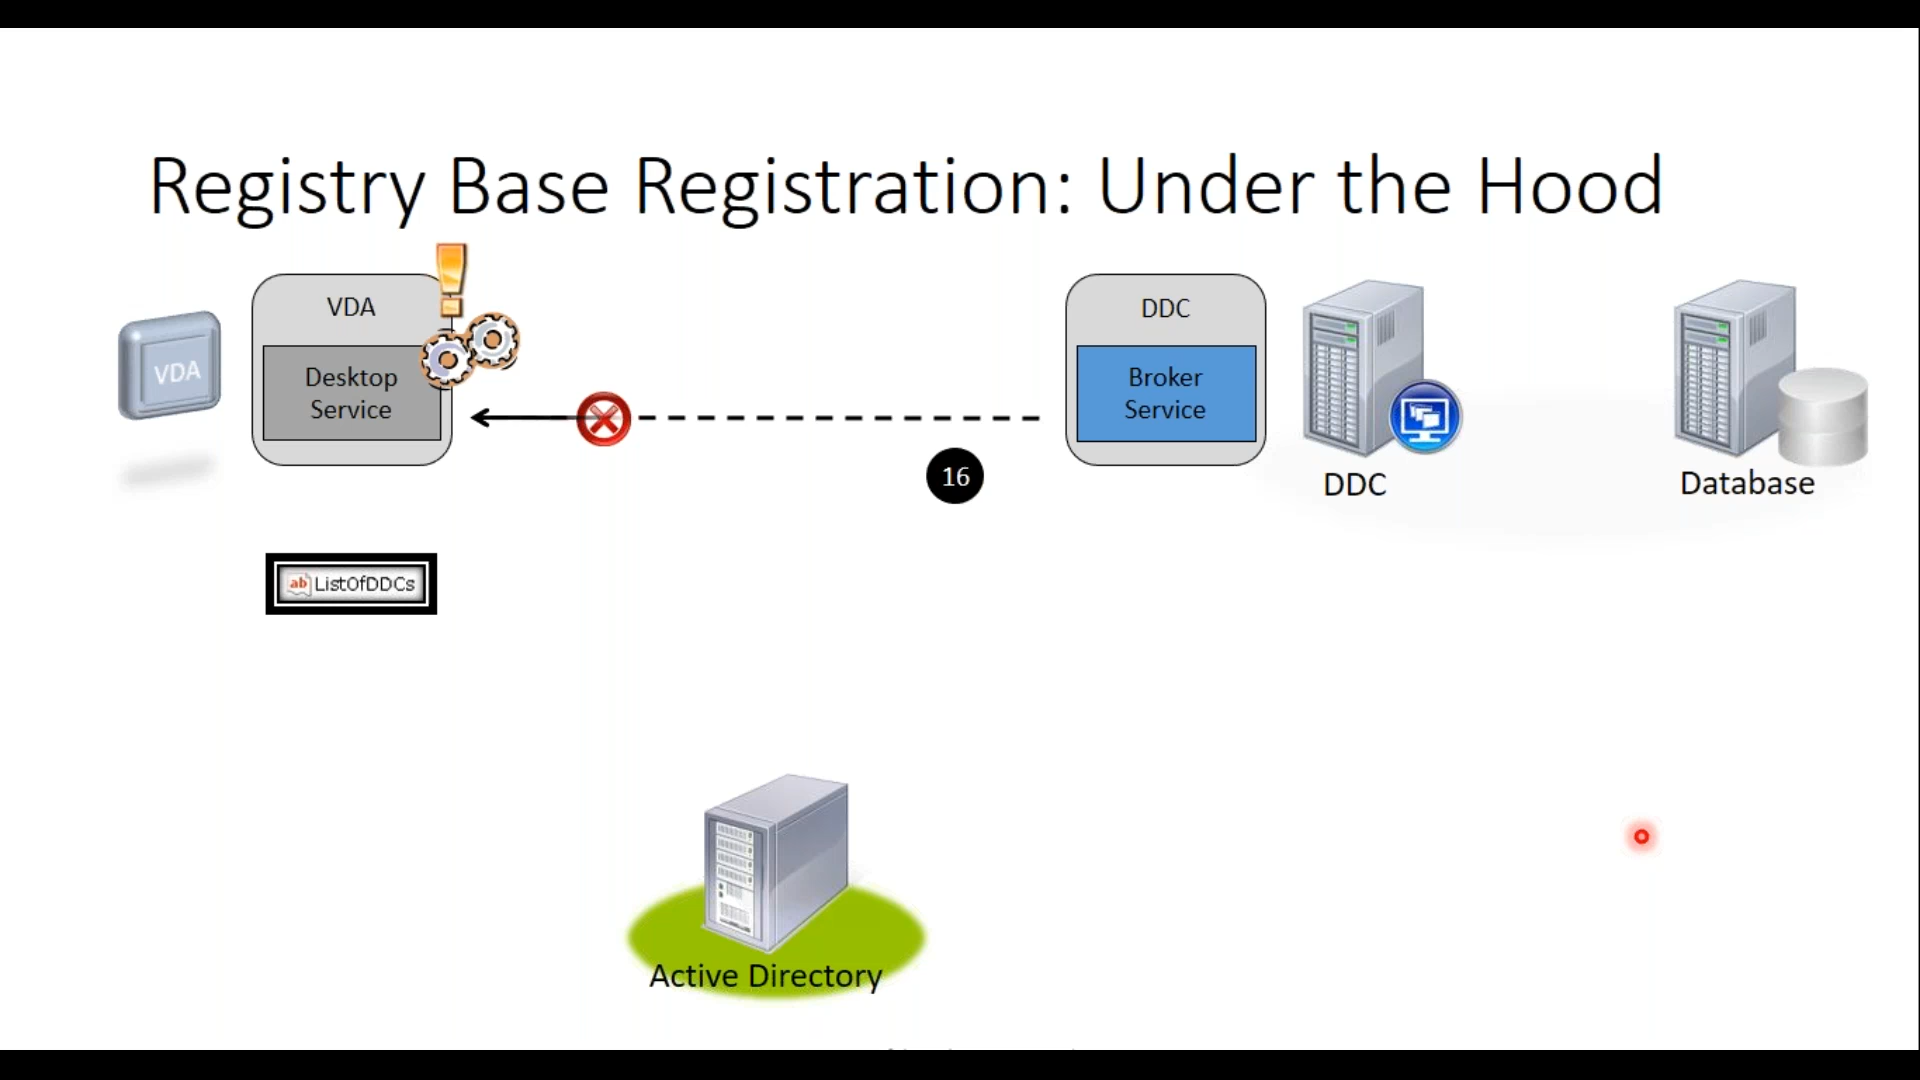 Registry Base Registration: Under the Hood
VDA
VDA
Desktop
Service
DDC
Broker
Service
16
DDC
Database
ab ListOfDDCs
Active Directory